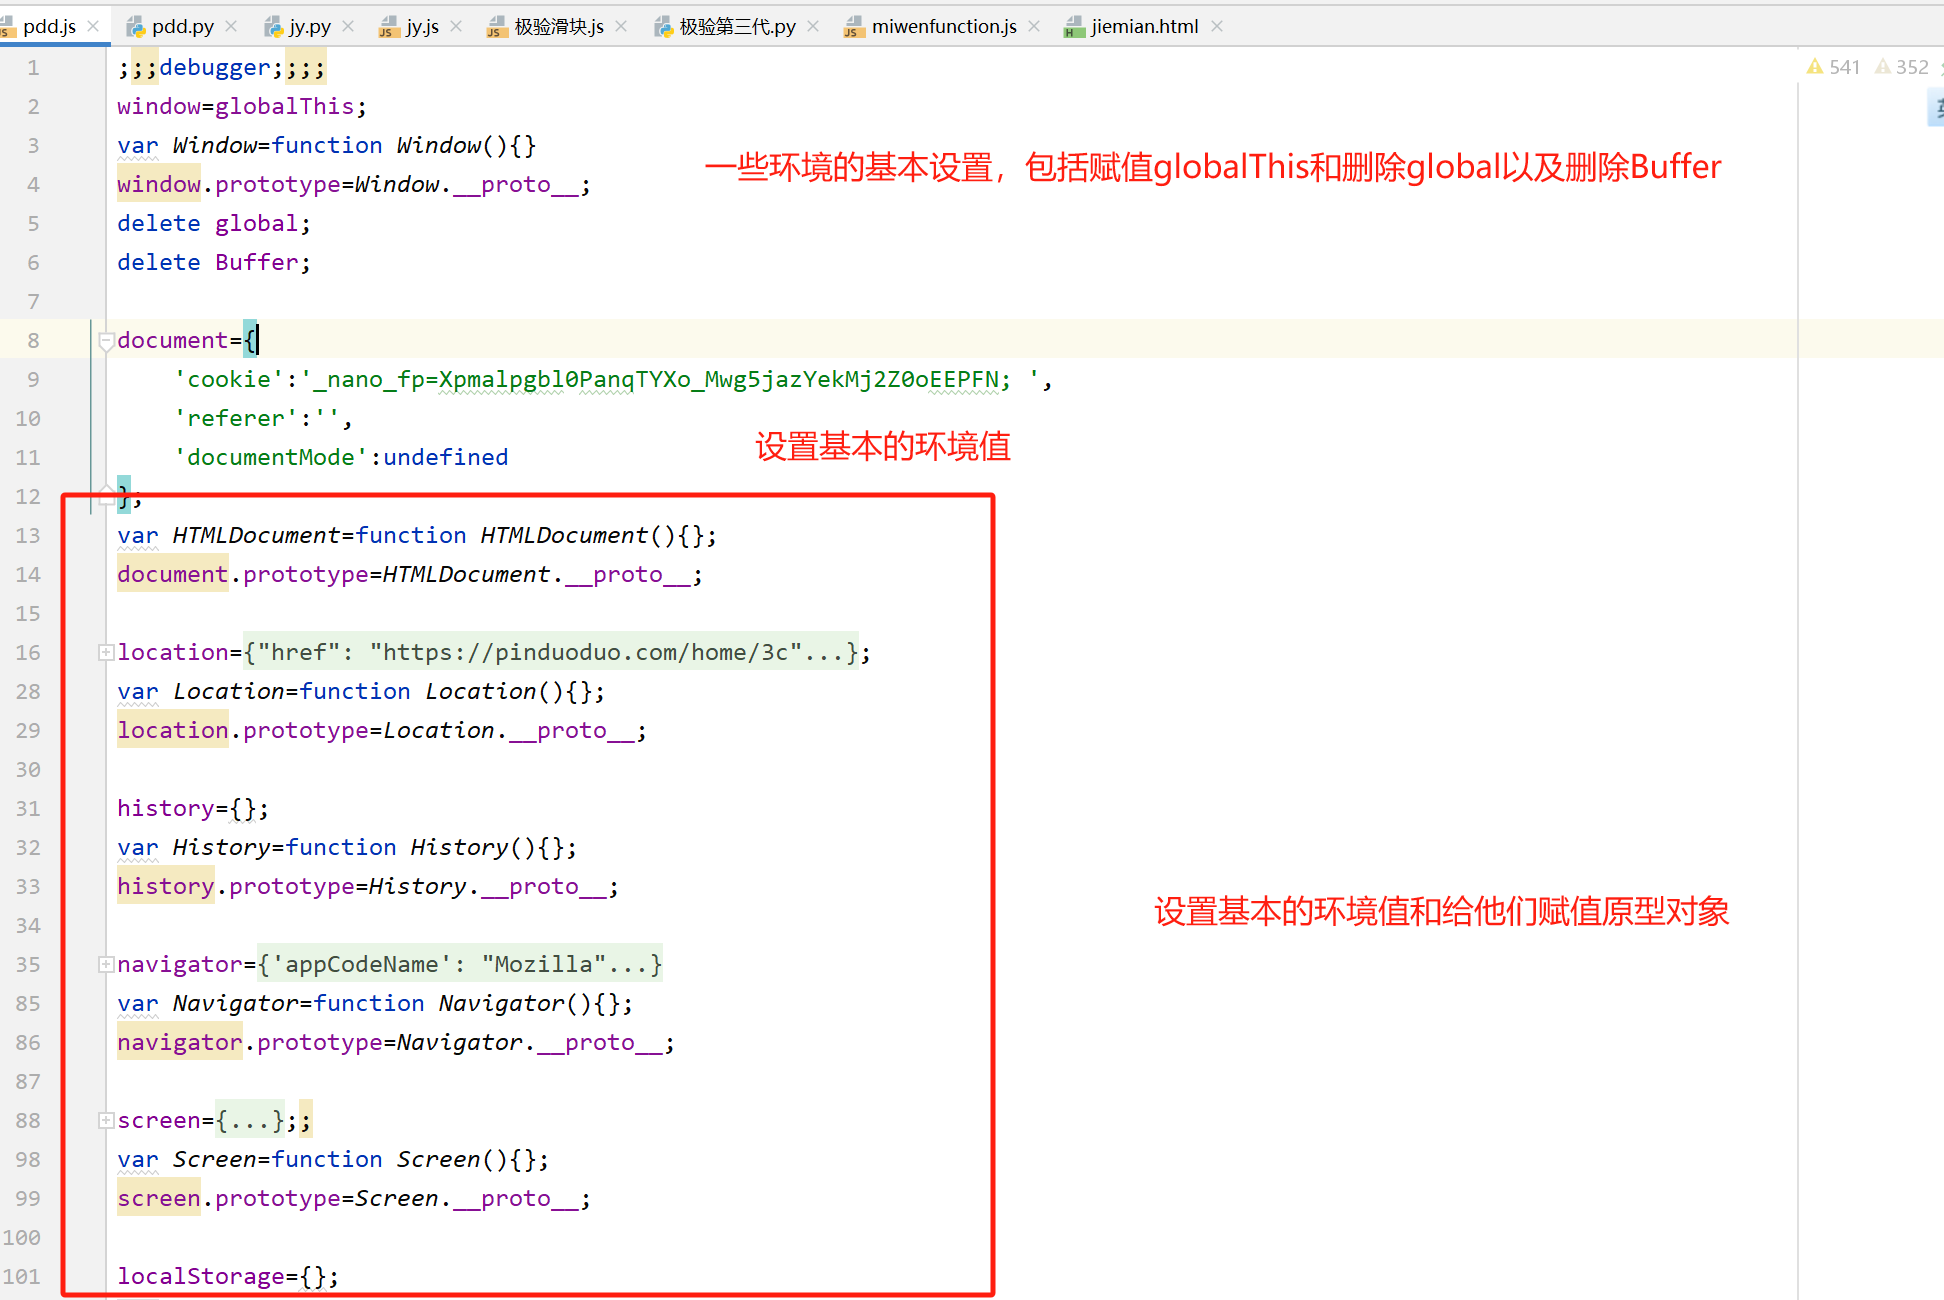 pdd.js pdd.py jy.py jy.js 极验滑块.js 极验第三代.py miwenfunction.js jiemian.html
1 ;;;debugger;;;;
541 352
2 window=globalThis;
3 var Window=function Window(){}
一些环境的基本设置，包括赋值globalThis和删除global以及删除Buffer
4 window.prototype=Window.__proto__;
5 delete global;
6 delete Buffer;
7
8 document={
9 'cookie':'_nano_fp=Xpmalpgbl0PanqTYXo_Mwg5jazYekMj2Z0oEEPFN; ',
10 'referer':'',
设置基本的环境值
11 'documentMode':undefined
12 };
13 var HTMLDocument=function HTMLDocument(){};
14 document.prototype=HTMLDocument.__proto__;
15
16 location={"href": "https://pinduoduo.com/home/3c"...};
28 var Location=function Location(){};
29 location.prototype=Location.__proto__;
30
31 history={};
32 var History=function History(){};
33 history.prototype=History.__proto__;
设置基本的环境值和给他们赋值原型对象
34
35 navigator={'appCodeName': "Mozilla"...}
85 var Navigator=function Navigator(){};
86 navigator.prototype=Navigator.__proto__;
87
88 screen={...};;
98 var Screen=function Screen(){};
99 screen.prototype=Screen.__proto__;
100
101 localStorage={};